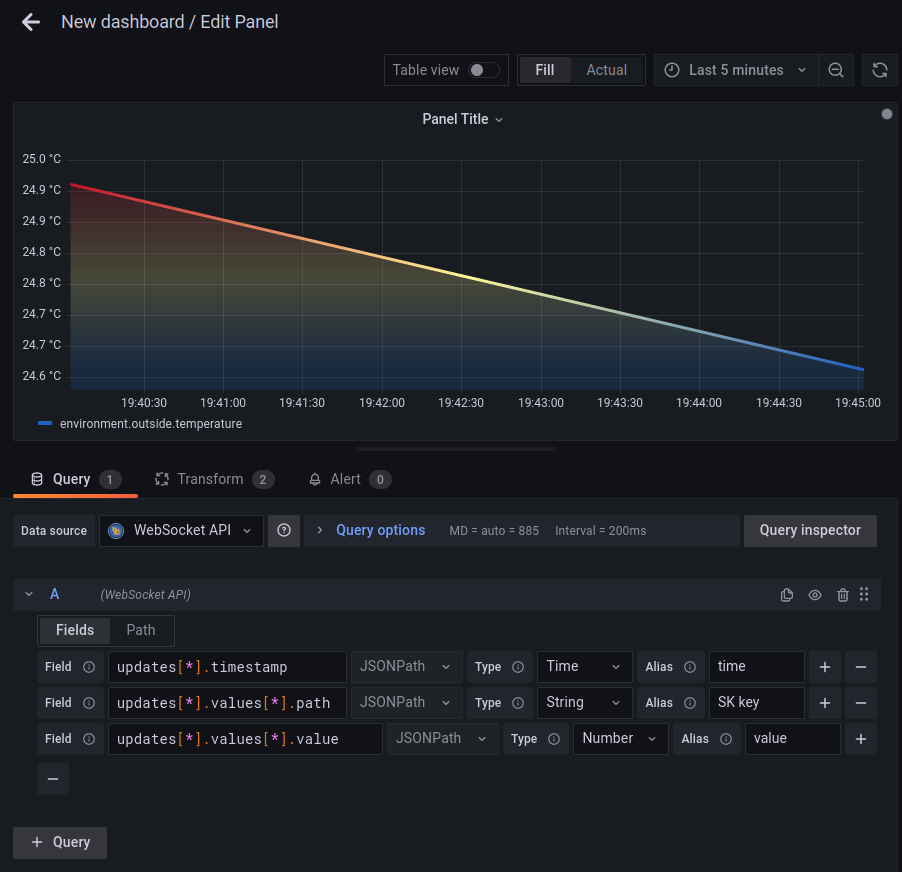 New dashboard / Edit Panel
Table view Fill Actual Last 5 minutes
Panel Title
25.0 °C
24.9 °C
24.9 °C
24.8 °C
24.8 °C
24.7 °C
24.7 °C
24.6 °C
19:40:30 19:41:00 19:41:30 19:42:00 19:42:30 19:43:00 19:43:30 19:44:00 19:44:30 19:45:00
environment.outside.temperature
Query 1 Transform 2 Alert 0
Data source WebSocket API Query options MD = auto = 885 Interval = 200ms Query inspector
A (WebSocket API)
Fields Path
Field updates[*].timestamp JSONPath Type Time Alias time + −
Field updates[*].values[*].path JSONPath Type String Alias SK key + −
Field updates[*].values[*].value JSONPath Type Number Alias value +
−
+ Query